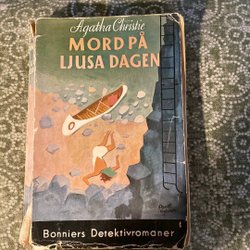 Agatha Christie
MORD PÅ
LJUSA DAGEN
Bonniers Detektivromaner